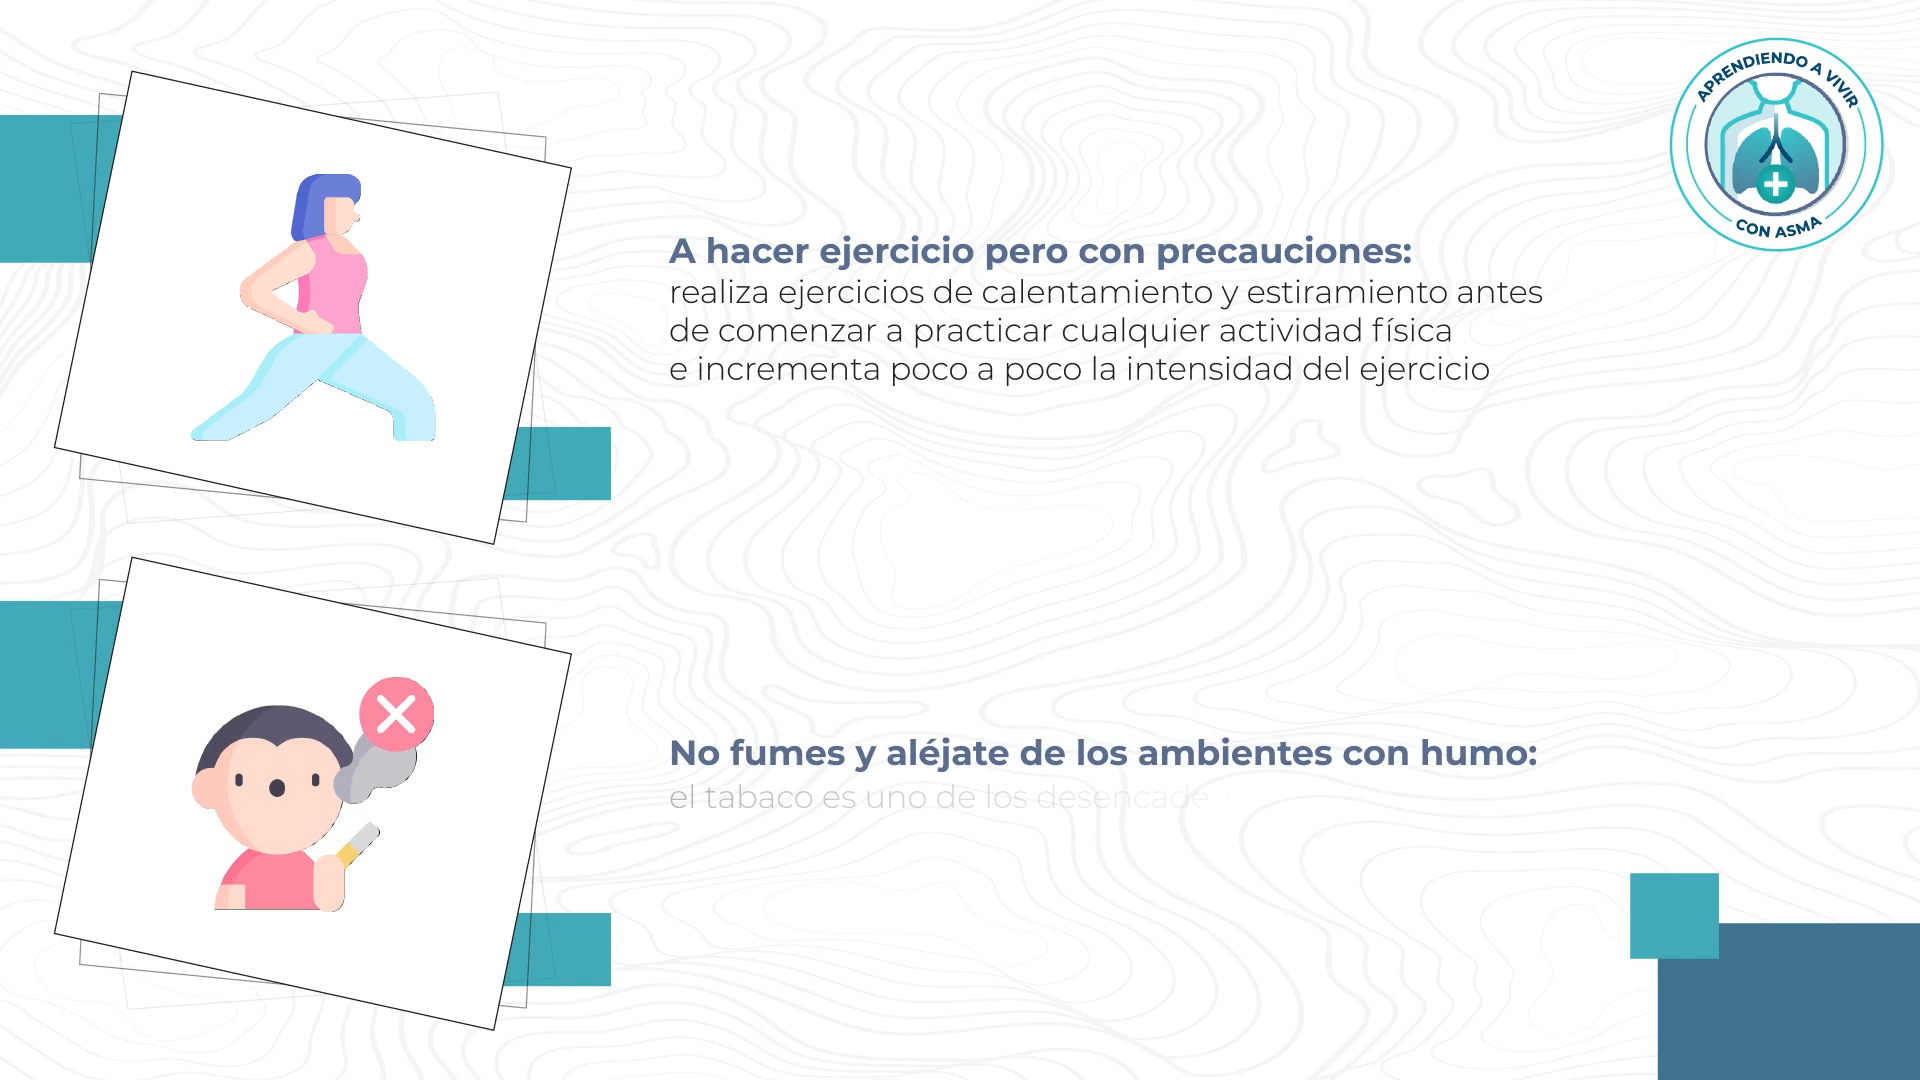 APRENDIENDO A VIVIR
CON ASMA
A hacer ejercicio pero con precauciones:
realiza ejercicios de calentamiento y estiramiento antes
de comenzar a practicar cualquier actividad física
e incrementa poco a poco la intensidad del ejercicio
No fumes y aléjate de los ambientes con humo:
el tabaco es uno de los desencade